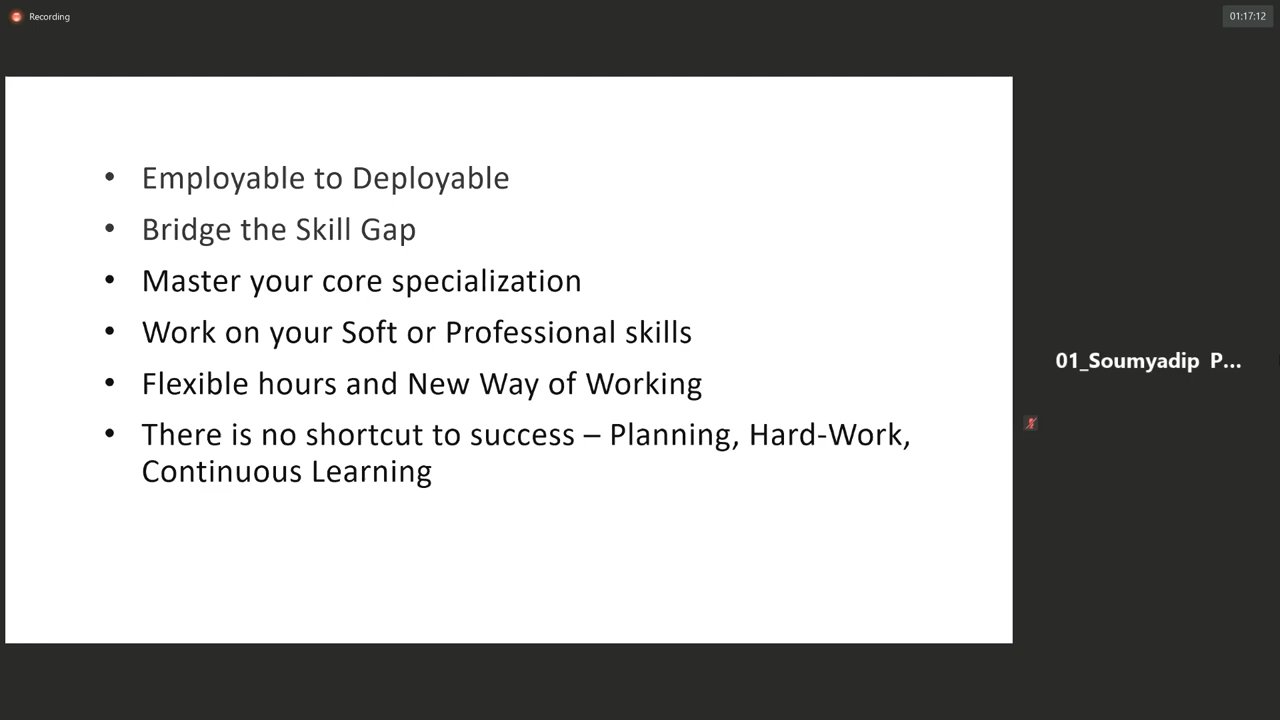 Recording
01:17:12
• Employable to Deployable
• Bridge the Skill Gap
• Master your core specialization
• Work on your Soft or Professional skills
• Flexible hours and New Way of Working
• There is no shortcut to success – Planning, Hard-Work,
Continuous Learning
01_Soumyadip P...